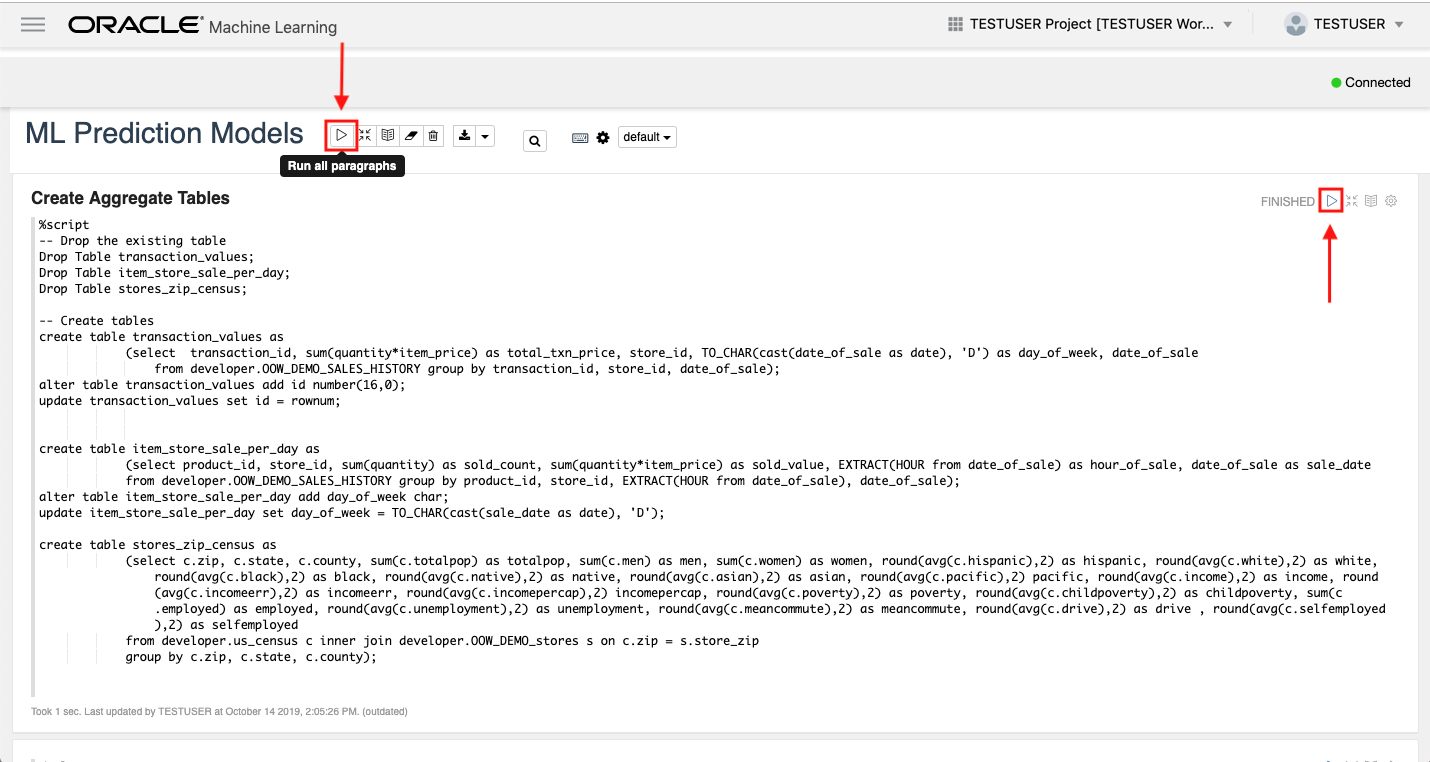 ORACLE® Machine Learning
TESTUSER Project [TESTUSER Wor...
TESTUSER
Connected
ML Prediction Models
default
Run all paragraphs
Create Aggregate Tables
FINISHED
%script
-- Drop the existing table
Drop Table transaction_values;
Drop Table item_store_sale_per_day;
Drop Table stores_zip_census;
-- Create tables
create table transaction_values as
(select  transaction_id, sum(quantity*item_price) as total_txn_price, store_id, TO_CHAR(cast(date_of_sale as date), 'D') as day_of_week, date_of_sale
from developer.OOW_DEMO_SALES_HISTORY group by transaction_id, store_id, date_of_sale);
alter table transaction_values add id number(16,0);
update transaction_values set id = rownum;
create table item_store_sale_per_day as
(select product_id, store_id, sum(quantity) as sold_count, sum(quantity*item_price) as sold_value, EXTRACT(HOUR from date_of_sale) as hour_of_sale, date_of_sale as sale_date
from developer.OOW_DEMO_SALES_HISTORY group by product_id, store_id, EXTRACT(HOUR from date_of_sale), date_of_sale);
alter table item_store_sale_per_day add day_of_week char;
update item_store_sale_per_day set day_of_week = TO_CHAR(cast(sale_date as date), 'D');
create table stores_zip_census as
(select c.zip, c.state, c.county, sum(c.totalpop) as totalpop, sum(c.men) as men, sum(c.women) as women, round(avg(c.hispanic),2) as hispanic, round(avg(c.white),2) as white,
round(avg(c.black),2) as black, round(avg(c.native),2) as native, round(avg(c.asian),2) as asian, round(avg(c.pacific),2) pacific, round(avg(c.income),2) as income, round
(avg(c.incomeerr),2) as incomeerr, round(avg(c.incomepercap),2) incomepercap, round(avg(c.poverty),2) as poverty, round(avg(c.childpoverty),2) as childpoverty, sum(c
.employed) as employed, round(avg(c.unemployment),2) as unemployment, round(avg(c.meancommute),2) as meancommute, round(avg(c.drive),2) as drive , round(avg(c.selfemployed
),2) as selfemployed
from developer.us_census c inner join developer.OOW_DEMO_stores s on c.zip = s.store_zip
group by c.zip, c.state, c.county);
Took 1 sec. Last updated by TESTUSER at October 14 2019, 2:05:26 PM. (outdated)